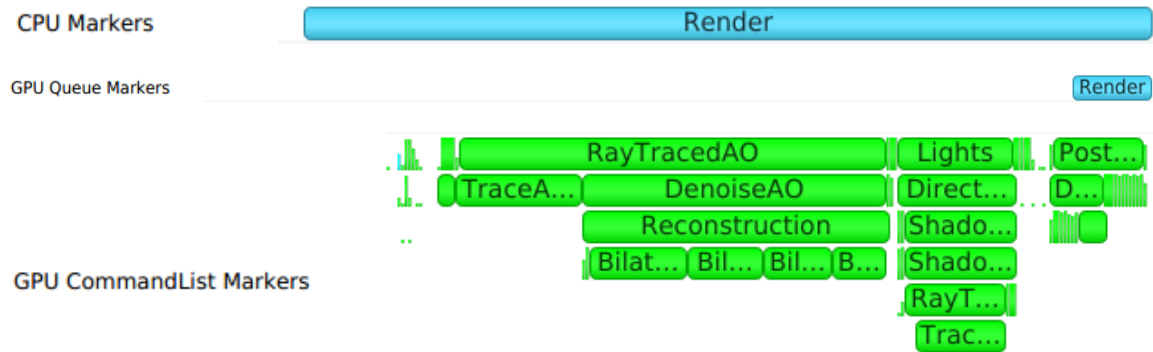 CPU Markers Render
GPU Queue Markers Render
RayTracedAO Lights Post...
TraceA... DenoiseAO Direct... D...
Reconstruction Shado...
GPU CommandList Markers Bilat... Bil... Bil... B... Shado...
RayT...
Trac...